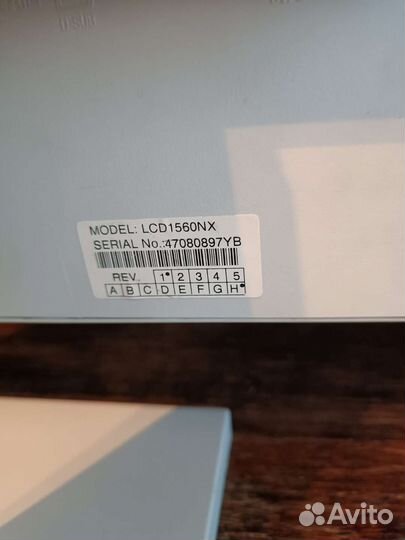 MODEL: LCD1560NX
SERIAL No.:47080897YB
REV. 1• 2 3 4 5
A B C D E F G H•
Avito